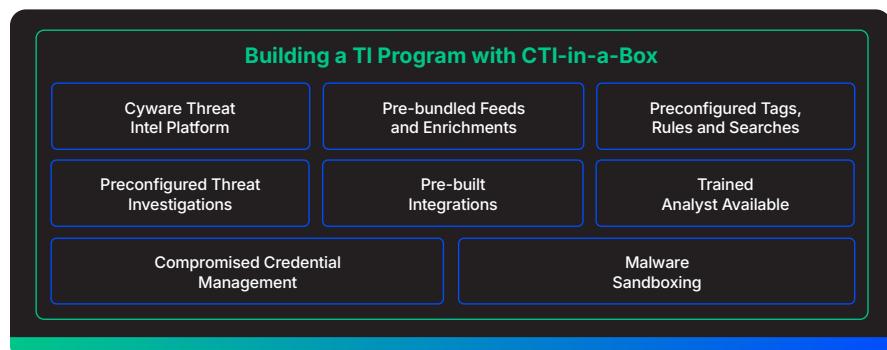 Building a TI Program with CTI-in-a-Box
Cyware Threat
Intel Platform
Pre-bundled Feeds
and Enrichments
Preconfigured Tags,
Rules and Searches
Preconfigured Threat
Investigations
Pre-built
Integrations
Trained
Analyst Available
Compromised Credential
Management
Malware
Sandboxing